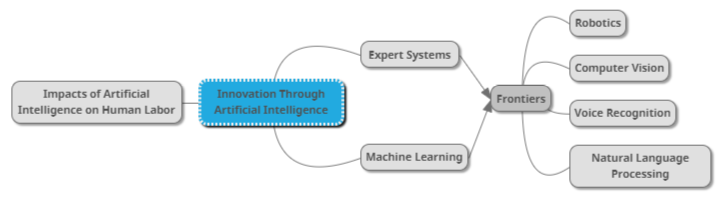 Impacts of Artificial
Intelligence on Human Labor
Innovation Through
Artificial Intelligence
Expert Systems
Machine Learning
Frontiers
Robotics
Computer Vision
Voice Recognition
Natural Language
Processing